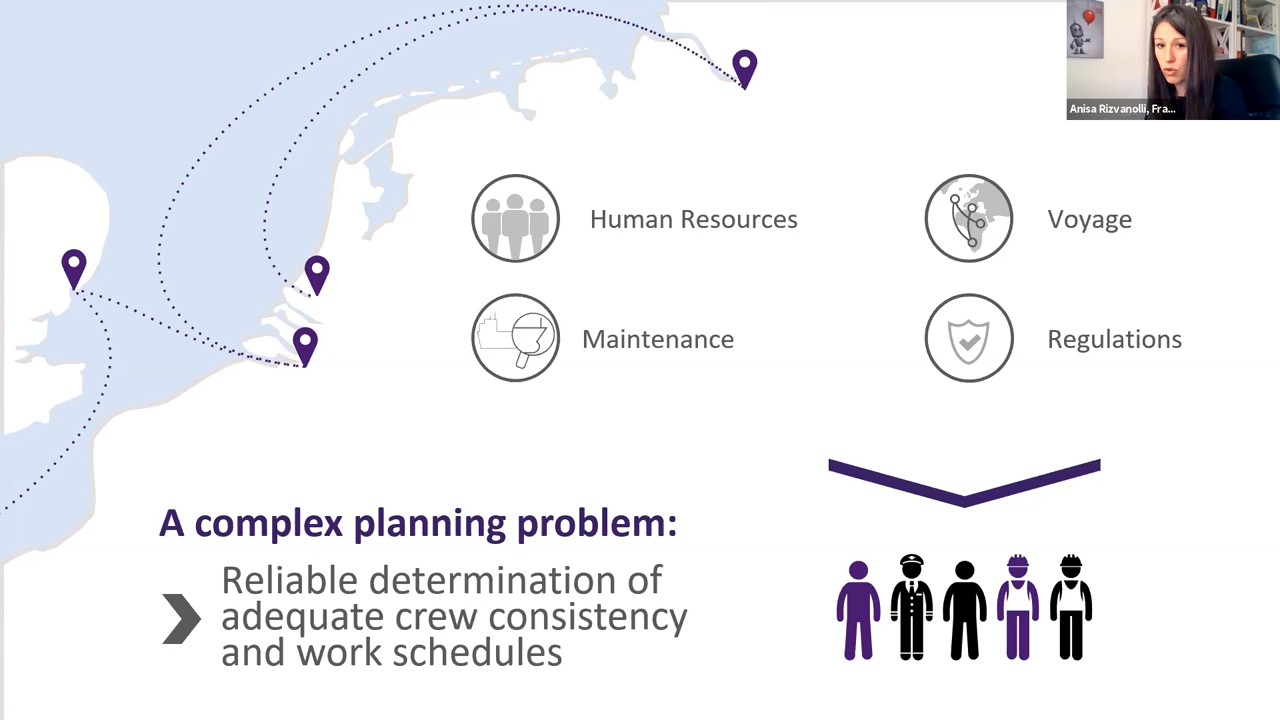 Anisa Rizvanolli, Fra...
Human Resources
Voyage
Maintenance
Regulations
A complex planning problem:
Reliable determination of
adequate crew consistency
and work schedules